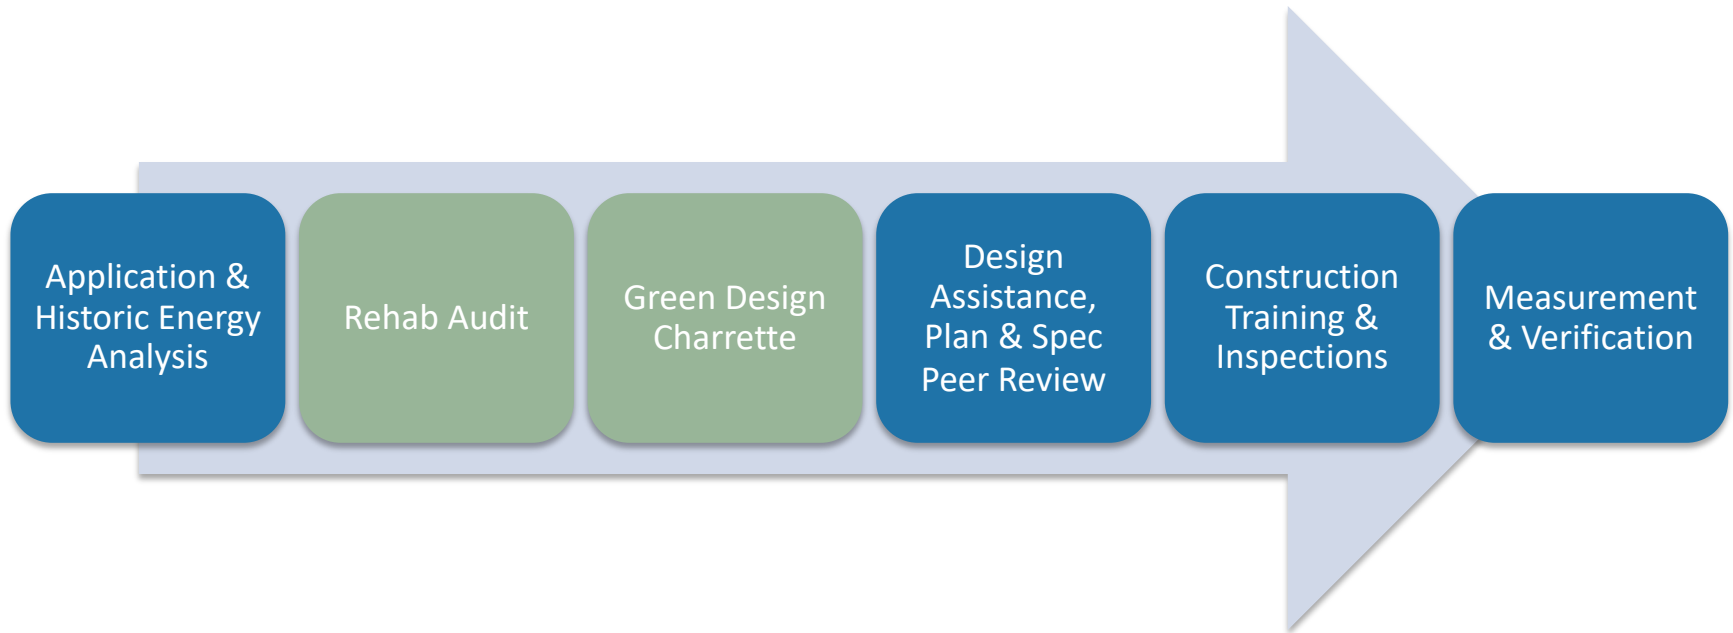 Application &
Historic Energy
Analysis
Rehab Audit
Green Design
Charrette
Design
Assistance,
Plan & Spec
Peer Review
Construction
Training &
Inspections
Measurement
& Verification